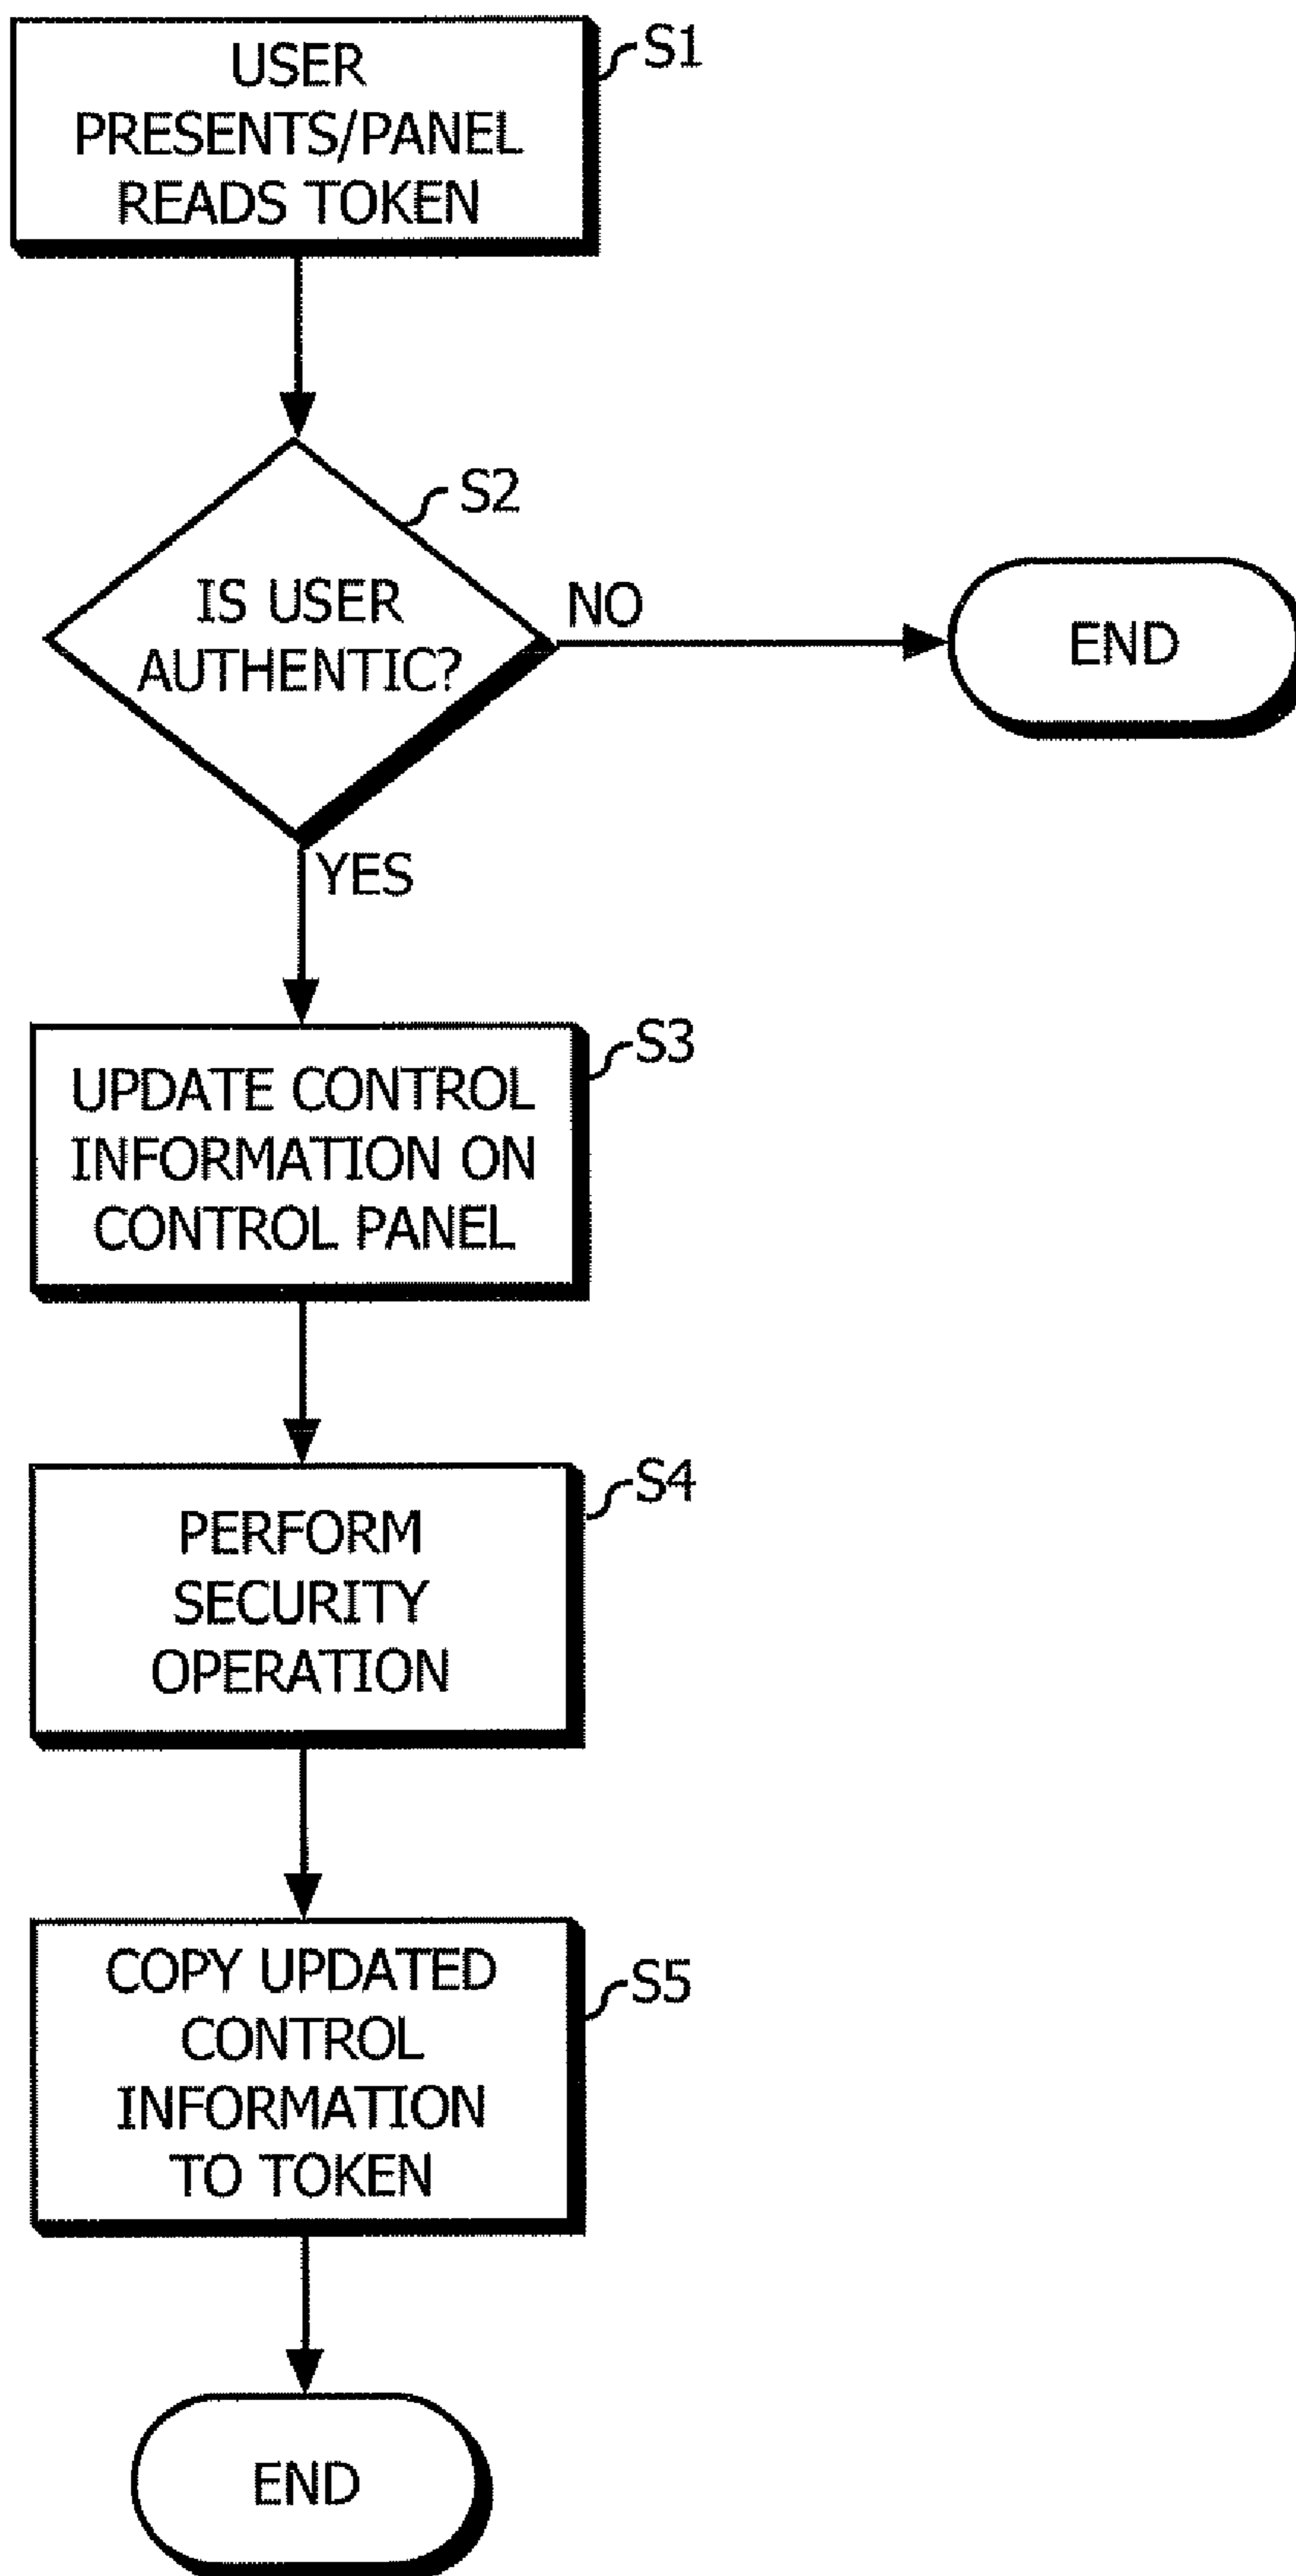 USER
PRESENTS/PANEL
READS TOKEN
S1
IS USER
AUTHENTIC?
S2
NO
END
YES
UPDATE CONTROL
INFORMATION ON
CONTROL PANEL
S3
PERFORM
SECURITY
OPERATION
S4
COPY UPDATED
CONTROL
INFORMATION
TO TOKEN
S5
END